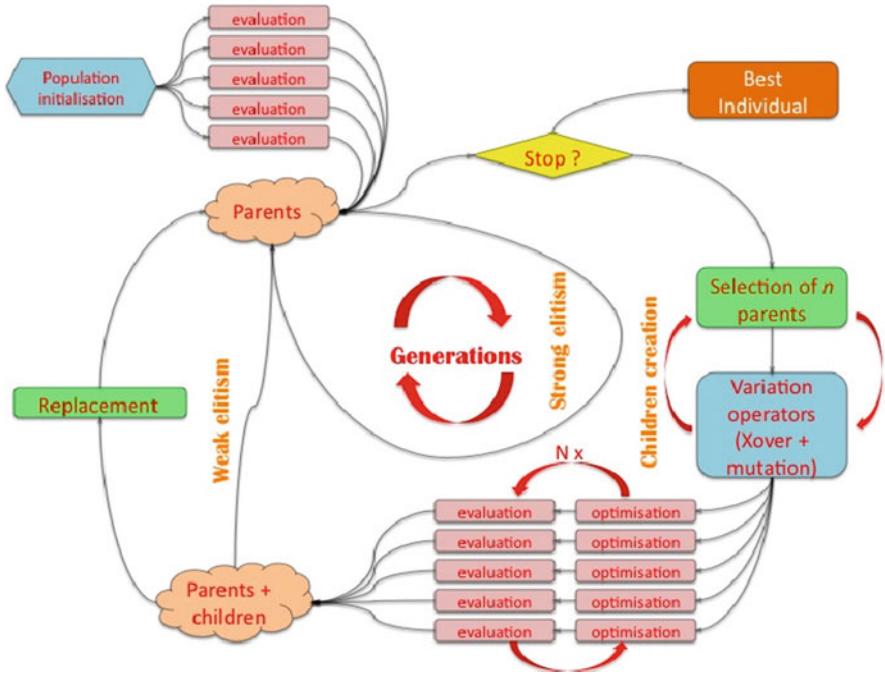 evaluation
evaluation
evaluation
evaluation
evaluation
Population
initialisation
Best
Individual
Stop ?
Parents
Selection of n
parents
Generations
Strong elitism
Children creation
Weak elitism
Replacement
Variation
operators
(Xover +
mutation)
N x
evaluation optimisation
evaluation optimisation
evaluation optimisation
evaluation optimisation
evaluation optimisation
Parents +
children